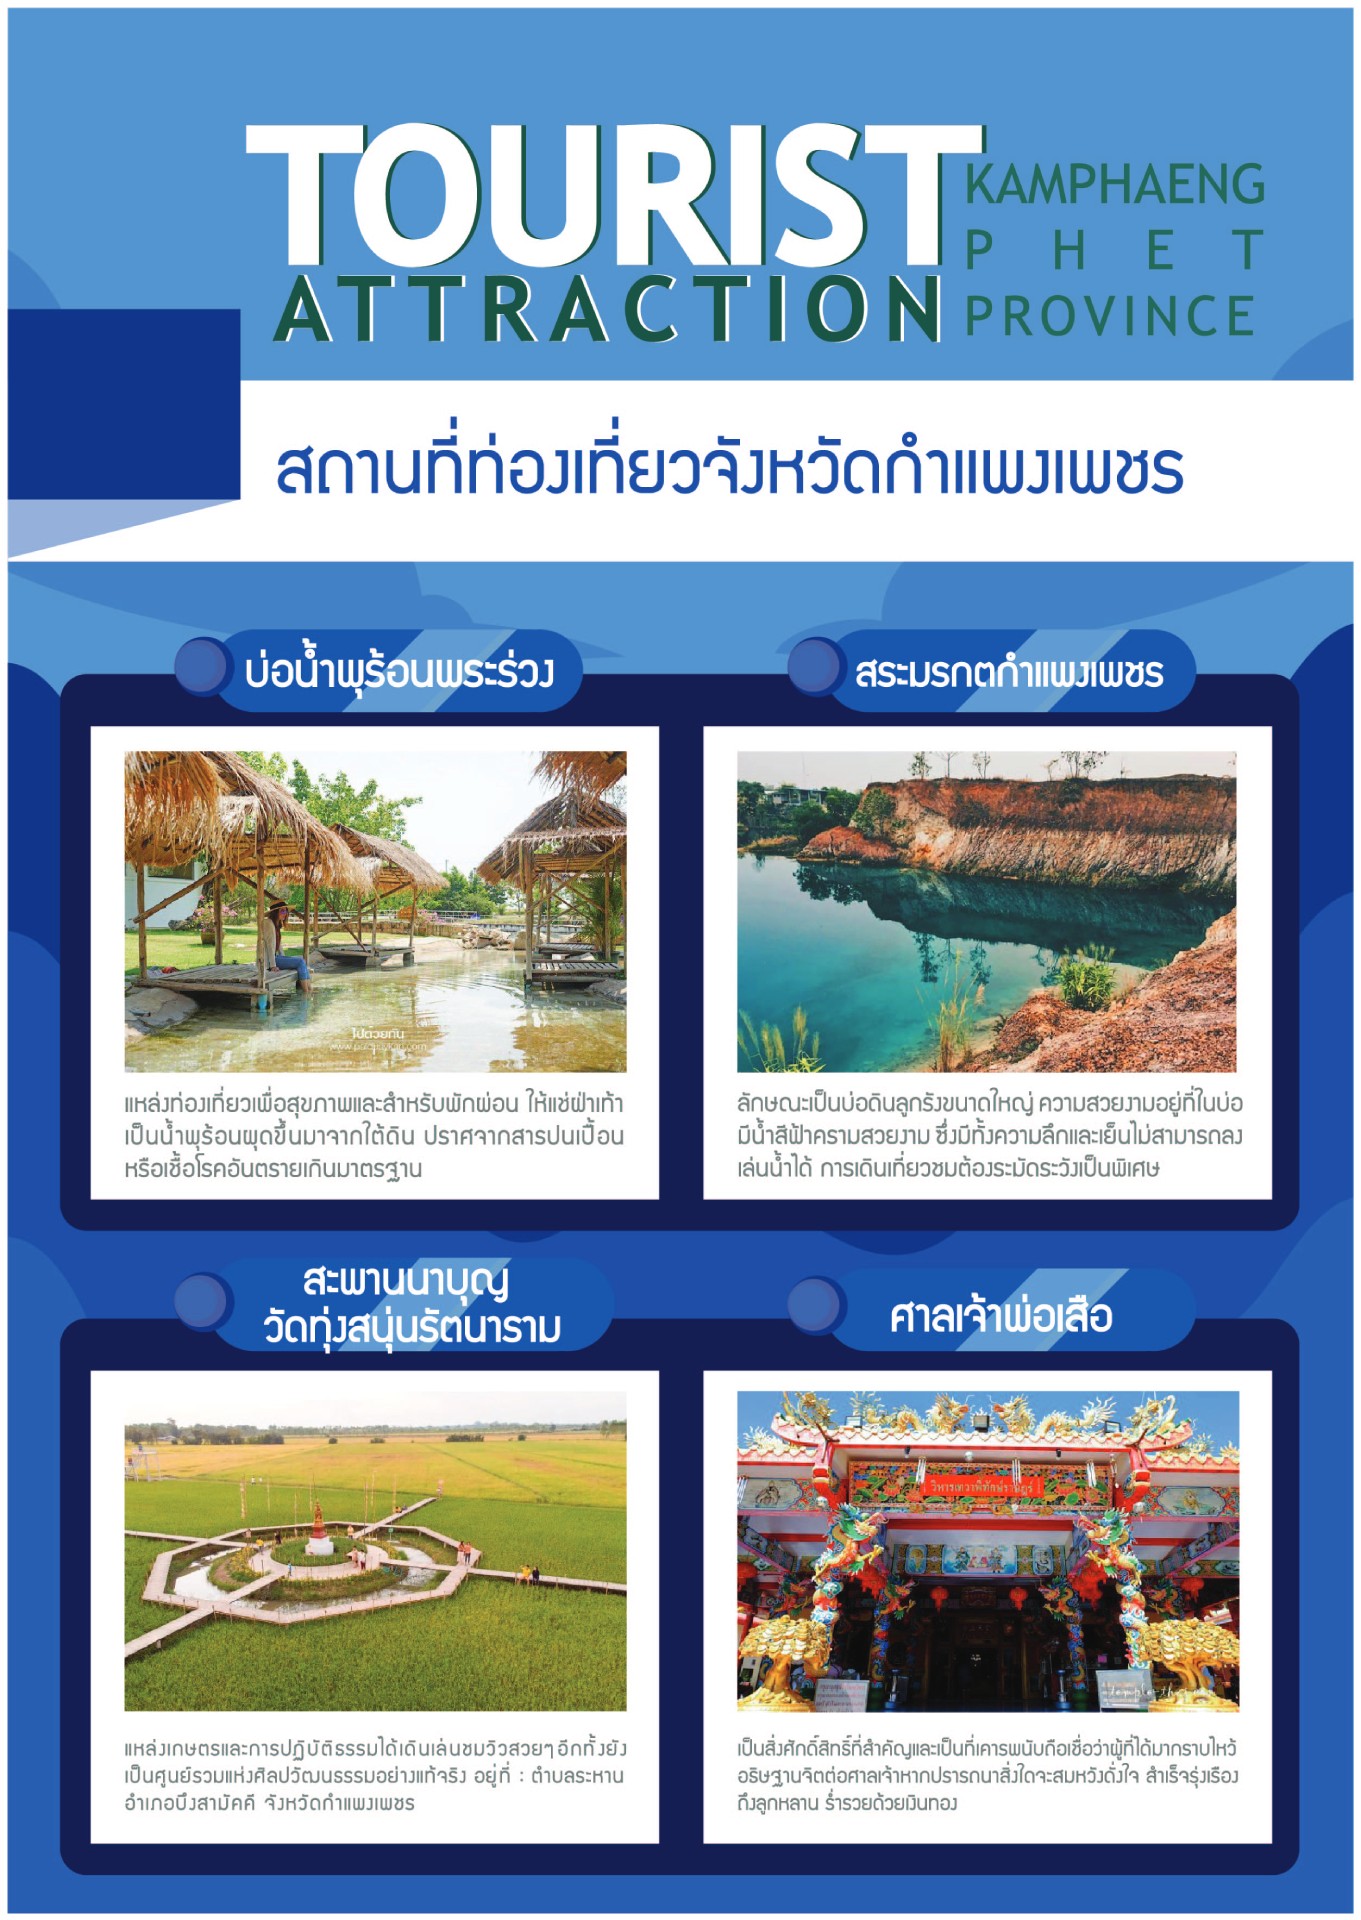 TOURIST
ATTRACTION
KAMPHAENG
PHET
PROVINCE
สถานที่ท่องเที่ยวจังหวัดกำแพงเพชร
บ่อน้ำพุร้อนพระร่วง
ไปด้วยกัน
แหล่งท่องเที่ยวเพื่อสุขภาพและสำหรับพักผ่อน ให้แช่ฝ่าเท้า
เป็นน้ำพุร้อนผุดขึ้นมาจากใต้ดิน ปราศจากสารปนเปื้อน
หรือเชื้อโรคอันตรายเกินมาตรฐาน
สระมรกตกำแพงเพชร
ลักษณะเป็นบ่อดินลูกรังขนาดใหญ่ ความสวยงามอยู่ที่ในบ่อ
มีน้ำสีฟ้าครามสวยงาม ซึ่งมีทั้งความลึกและเย็นไม่สามารถลง
เล่นน้ำได้ การเดินเที่ยวชมต้องระมัดระวังเป็นพิเศษ
สะพานนาบุญ
วัดทุ่งสนุ่นรัตนาราม
แหล่งเกษตรและการปฏิบัติธรรมได้เดินเล่นชมวิวสวยๆ อีกทั้งยัง
เป็นศูนย์รวมแห่งศิลปวัฒนธรรมอย่างแท้จริง อยู่ที่ : ตำบลระหาน
อำเภอบึงสามัคคี จังหวัดกำแพงเพชร
ศาลเจ้าพ่อเสือ
วิหารเทวาพิทักษ์ราษฎร์
เป็นสิ่งศักดิ์สิทธิ์ที่สำคัญและเป็นที่เคารพนับถือเชื่อว่าผู้ที่ได้มากราบไหว้
อธิษฐานจิตต่อศาลเจ้าหากปรารถนาสิ่งใดจะสมหวังดั่งใจ สำเร็จรุ่งเรือง
ถึงลูกหลาน ร่ำรวยด้วยเงินทอง